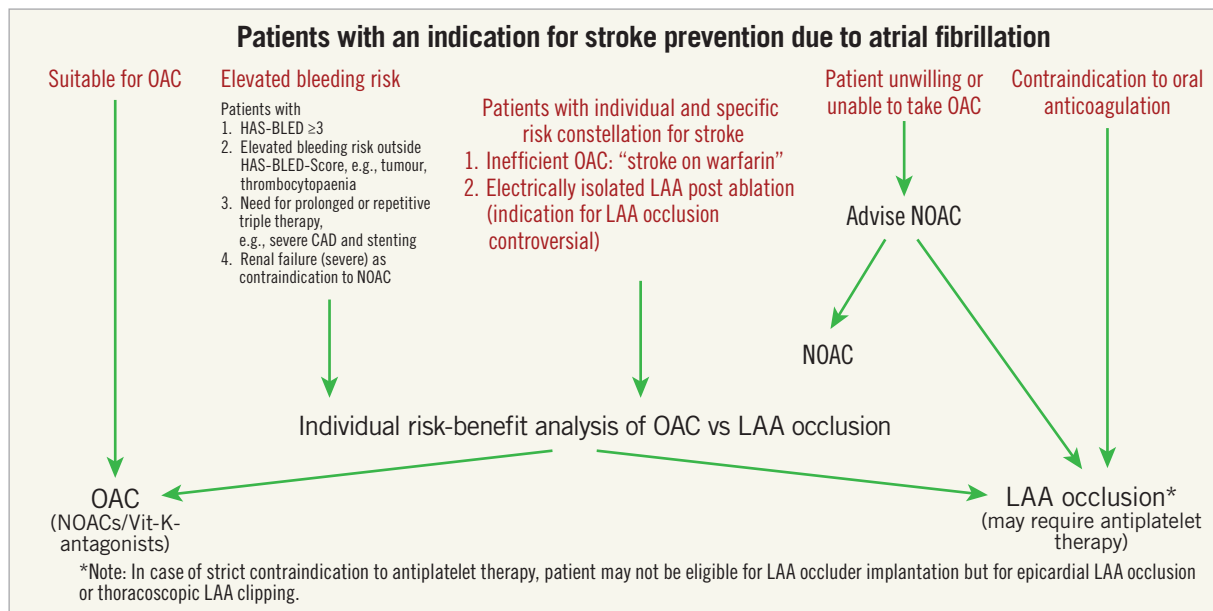 Patients with an indication for stroke prevention due to atrial fibrillation
Suitable for OAC
Elevated bleeding risk
Patients with
1. HAS-BLED ≥3
2. Elevated bleeding risk outside
HAS-BLED-Score, e.g., tumour,
thrombocytopaenia
3. Need for prolonged or repetitive
triple therapy,
e.g., severe CAD and stenting
4. Renal failure (severe) as
contraindication to NOAC
Patients with individual and specific
risk constellation for stroke
1. Inefficient OAC: “stroke on warfarin”
2. Electrically isolated LAA post ablation
(indication for LAA occlusion
controversial)
Patient unwilling or
unable to take OAC
Contraindication to oral
anticoagulation
Advise NOAC
NOAC
Individual risk-benefit analysis of OAC vs LAA occlusion
OAC
(NOACs/Vit-K-
antagonists)
LAA occlusion*
(may require antiplatelet
therapy)
*Note: In case of strict contraindication to antiplatelet therapy, patient may not be eligible for LAA occluder implantation but for epicardial LAA occlusion
or thoracoscopic LAA clipping.